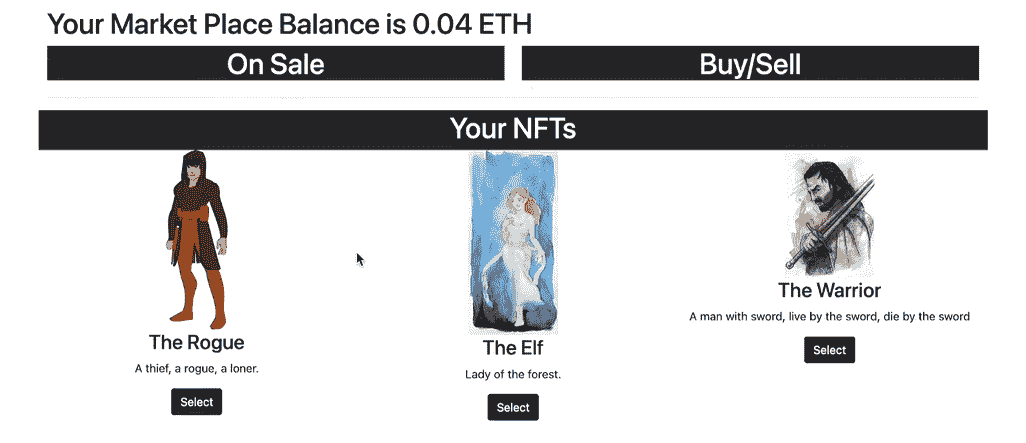 Your Market Place Balance is 0.04 ETH
On Sale
Buy/Sell
Your NFTs
The Rogue
A thief, a rogue, a loner.
Select
The Elf
Lady of the forest.
Select
The Warrior
A man with sword, live by the sword, die by the sword
Select